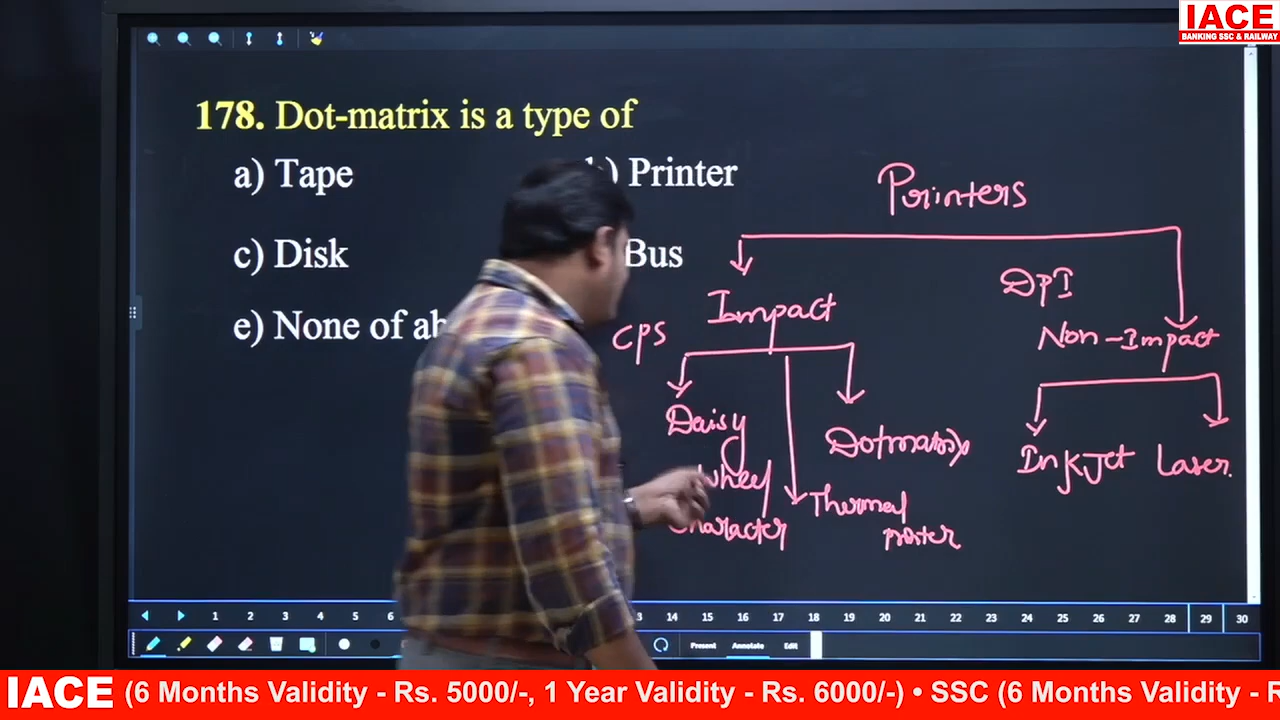 IACE
BANKING SSC & RAILWAY
178. Dot-matrix is a type of
a) Tape
) Printer
c) Disk
Bus
e) None of ab
Printers
Impact
DPI
Non-Impact
CPS
Daisy
wheel
character
Thermal
printer
Dotmatrix
InkJet
Laser.
1 2 3 4 5 6 14 15 16 17 18 19 20 21 22 23 24 25 26 27 28 29 30
Present Annotate Edit
IACE (6 Months Validity - Rs. 5000/-, 1 Year Validity - Rs. 6000/-) • SSC (6 Months Validity - R